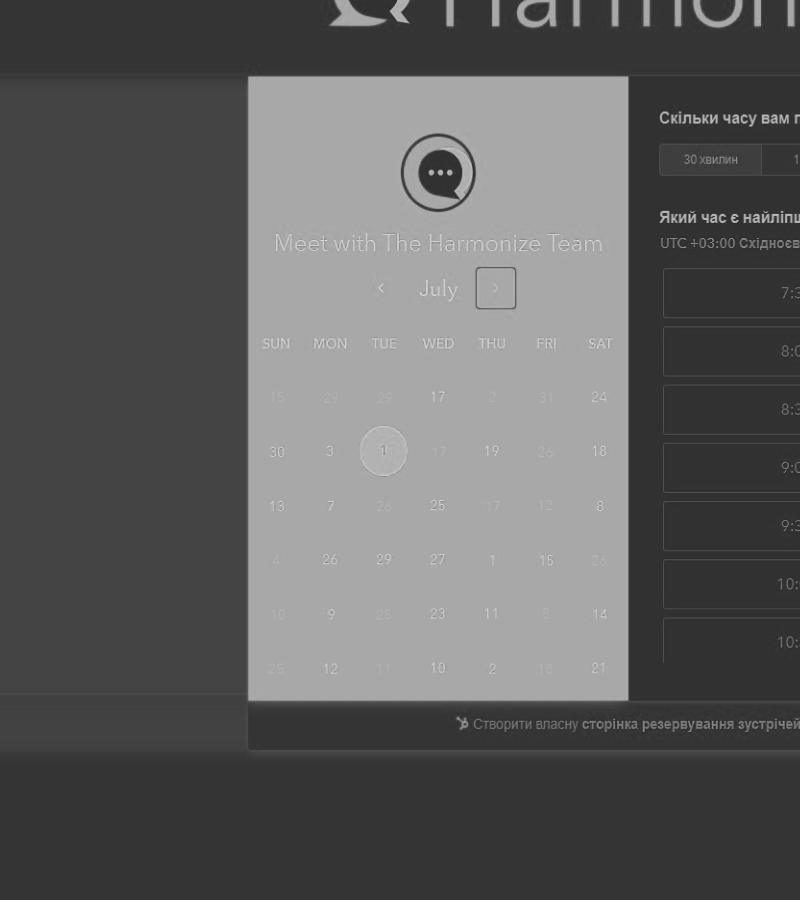 Harmon
Meet with The Harmonize Team
July
SUN MON TUE WED THU FRI SAT
15 29 29 17 2 31 24
30 3 1 17 19 26 18
13 7 26 25 17 12 8
4 26 29 27 1 15 26
10 9 25 23 11 8 14
25 12 11 10 2 18 21
Скільки часу вам п
30 хвилин 1
Який час є найліпш
UTC +03:00 Східноєв
7:3
8:0
8:3
9:0
9:3
10:
10:
Створити власну сторінка резервування зустрічей